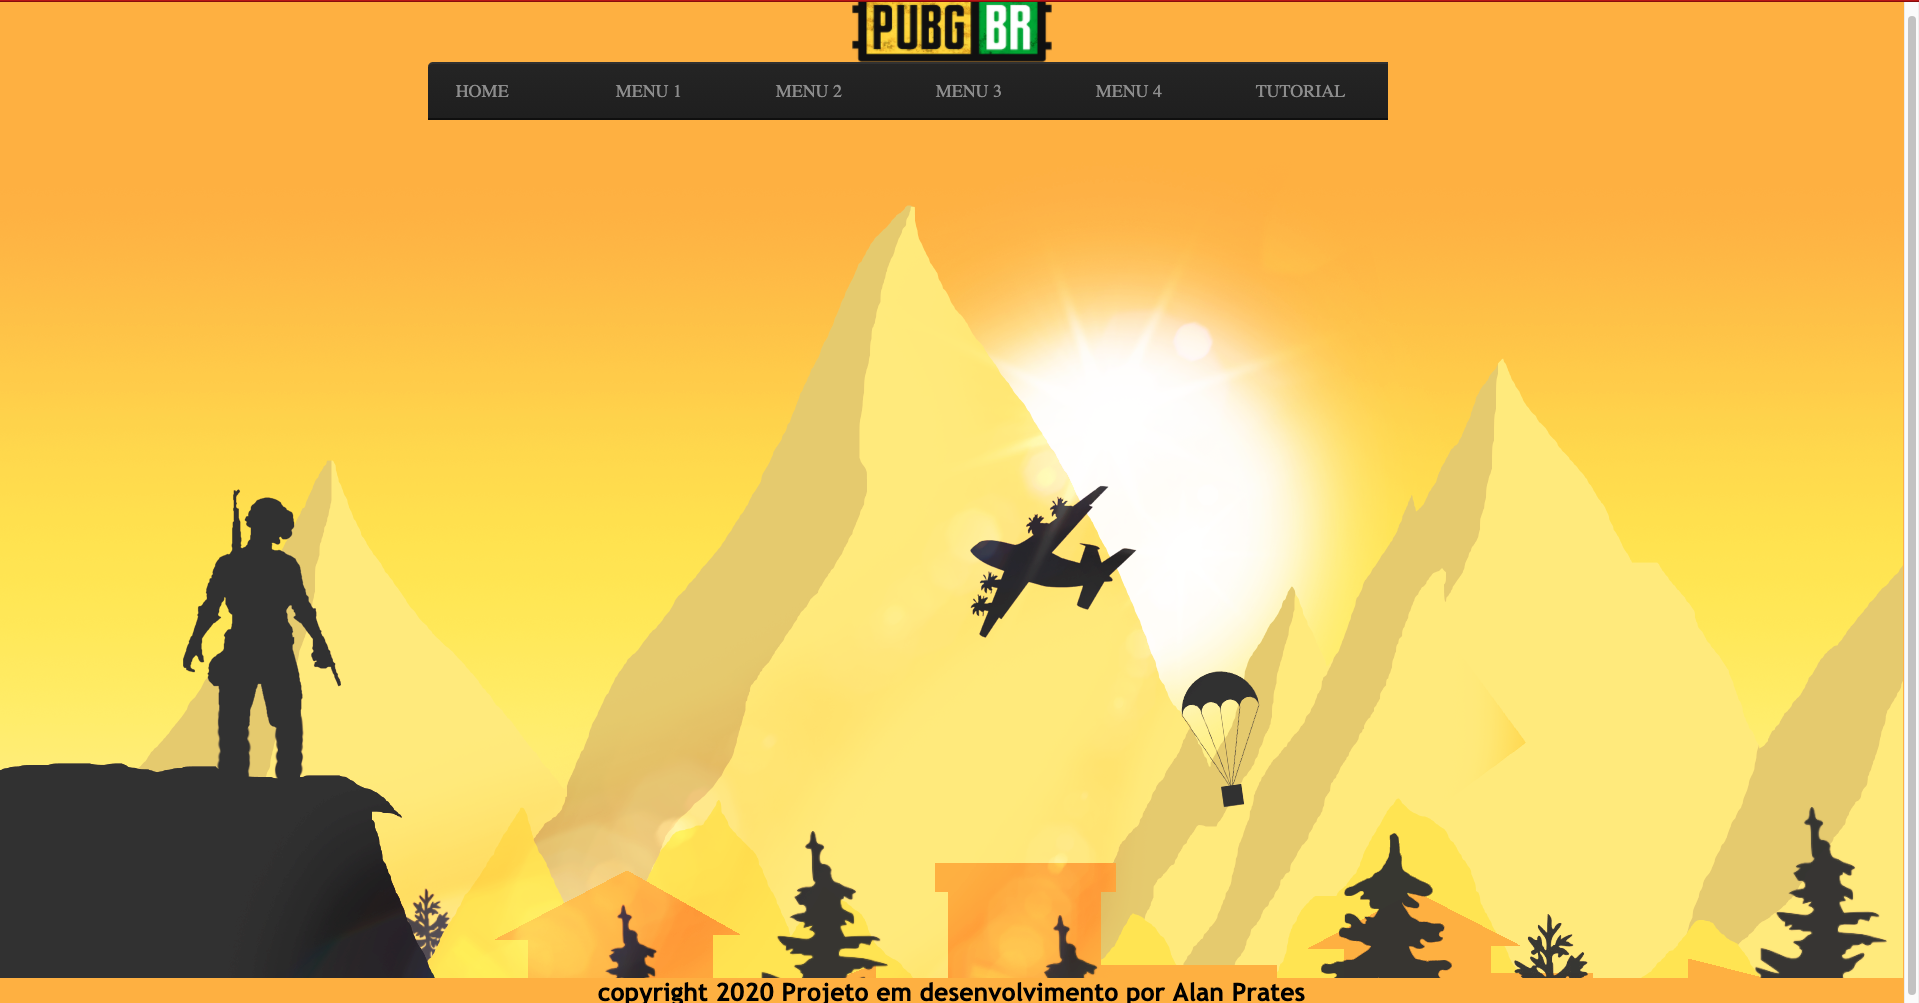 PUBG BR
HOME MENU 1 MENU 2 MENU 3 MENU 4 TUTORIAL
copyright 2020 Projeto em desenvolvimento por Alan Prates